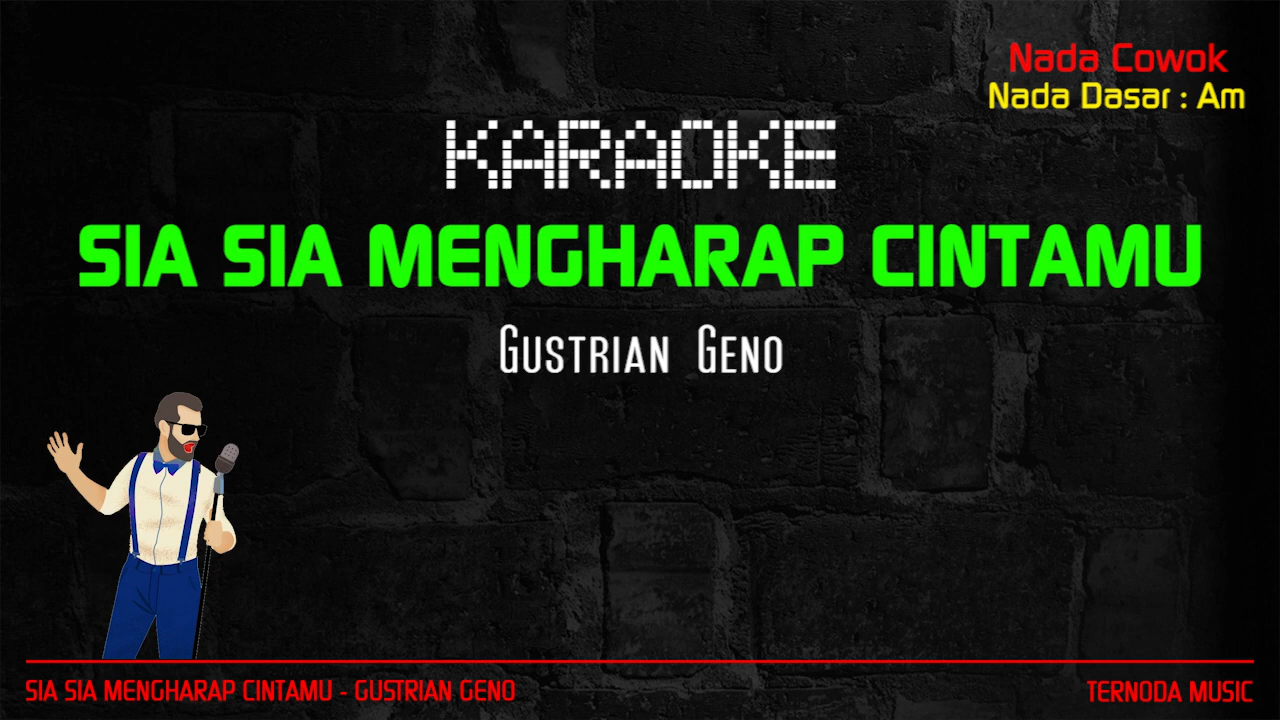 Nada Cowok
Nada Dasar : Am
KARAOKE
SIA SIA MENGHARAP CINTAMU
GUSTRIAN GENO
SIA SIA MENGHARAP CINTAMU - GUSTRIAN GENO
TERNODA MUSIC